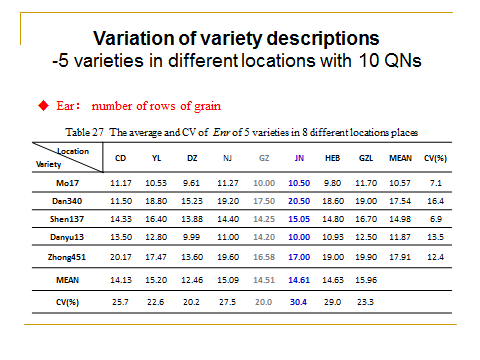 Variation of variety descriptions
-5 varieties in different locations with 10 QNs
Ear: number of rows of grain
Table 27 The average and CV of Enr of 5 varieties in 8 different locations places
Location
Variety CD YL DZ NJ GZ JN HEB GZL MEAN CV(%)
Mo17 11.17 10.53 9.61 11.27 10.00 10.50 9.80 11.70 10.57 7.1
Dan340 11.50 18.80 15.23 19.20 17.50 20.50 18.60 19.00 17.54 16.4
Shen137 14.33 16.40 13.88 14.40 14.25 15.05 14.80 16.70 14.98 6.9
Danyu13 13.50 12.80 9.99 11.00 14.20 10.00 10.93 12.50 11.87 13.5
Zhong451 20.17 17.47 13.60 19.60 16.58 17.00 19.00 19.90 17.91 12.4
MEAN 14.13 15.20 12.46 15.09 14.51 14.61 14.63 15.96
CV(%) 25.7 22.6 20.2 27.5 20.0 30.4 29.0 23.3